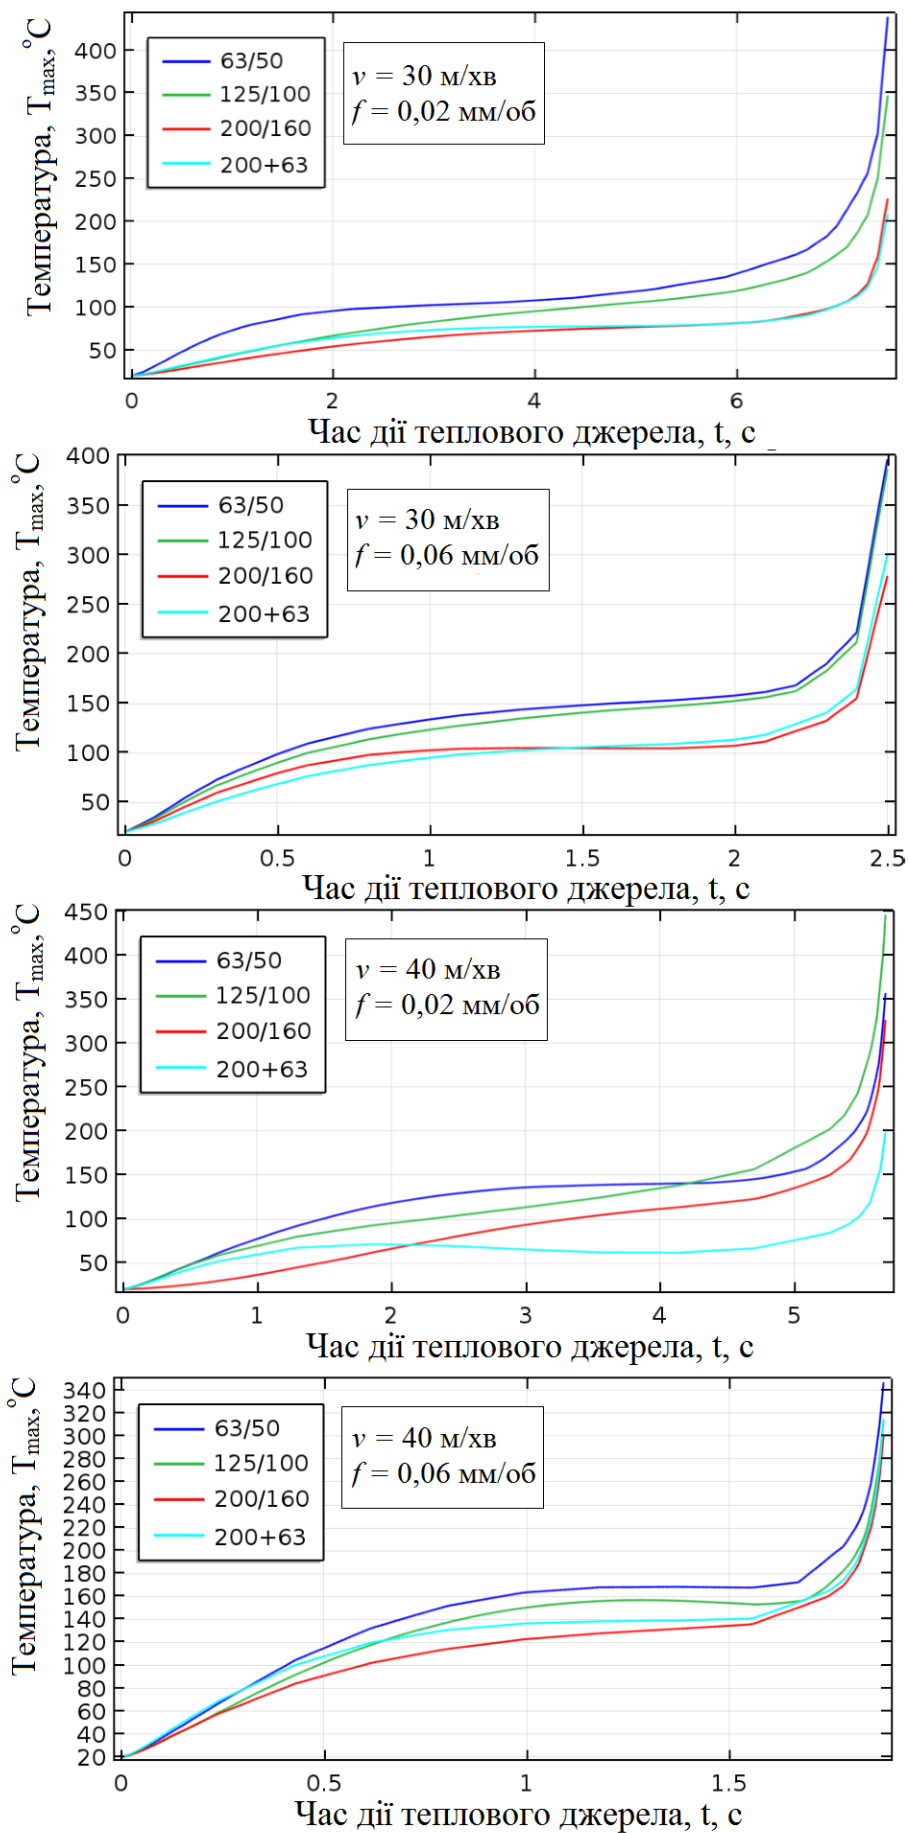 Температура, Tmax,°C
400
350
300
250
200
150
100
50
63/50
125/100
200/160
200+63
v = 30 м/хв
f = 0,02 мм/об
0 2 4 6
Час дії теплового джерела, t, с
Температура, Tmax,°C
400
350
300
250
200
150
100
50
63/50
125/100
200/160
200+63
v = 30 м/хв
f = 0,06 мм/об
0 0.5 1 1.5 2 2.5
Час дії теплового джерела, t, с
Температура, Tmax,°C
450
400
350
300
250
200
150
100
50
63/50
125/100
200/160
200+63
v = 40 м/хв
f = 0,02 мм/об
0 1 2 3 4 5
Час дії теплового джерела, t, с
Температура, Tmax,°C
340
320
300
280
260
240
220
200
180
160
140
120
100
80
60
40
20
63/50
125/100
200/160
200+63
v = 40 м/хв
f = 0,06 мм/об
0 0.5 1 1.5
Час дії теплового джерела, t, с